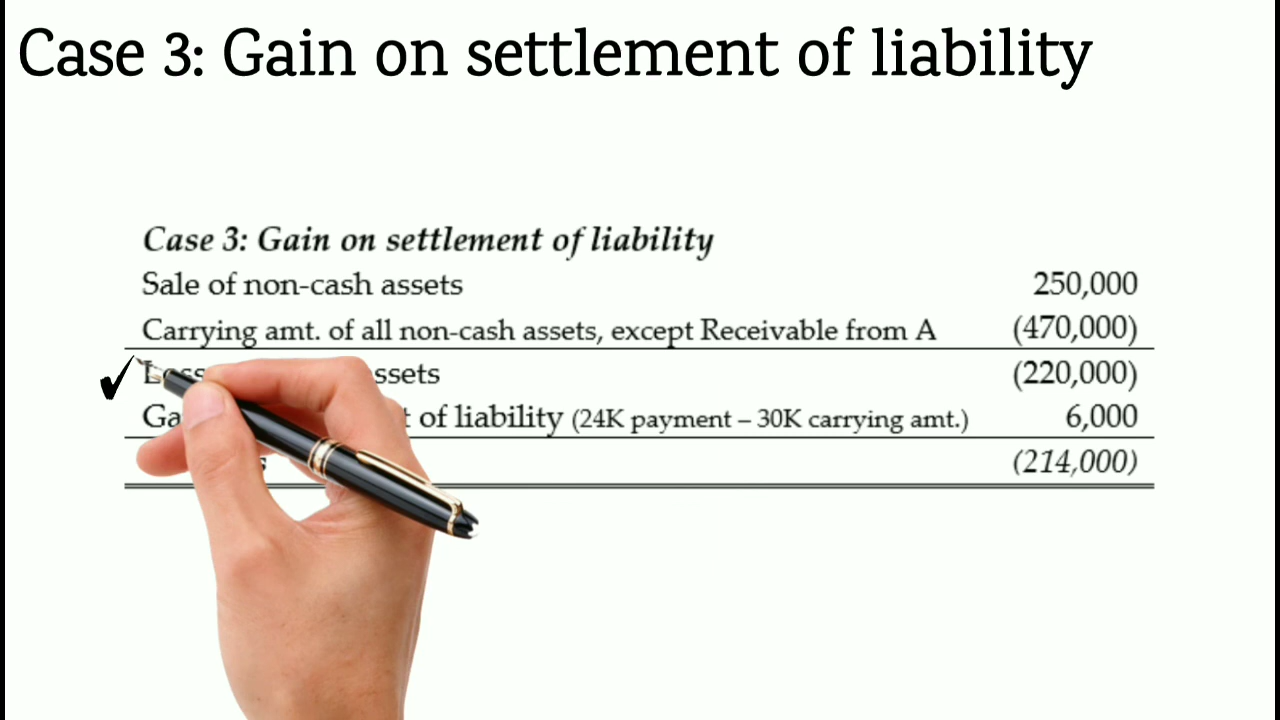 Case 3: Gain on settlement of liability
Case 3: Gain on settlement of liability
Sale of non-cash assets 250,000
Carrying amt. of all non-cash assets, except Receivable from A (470,000)
(220,000)
of liability (24K payment – 30K carrying amt.) 6,000
(214,000)